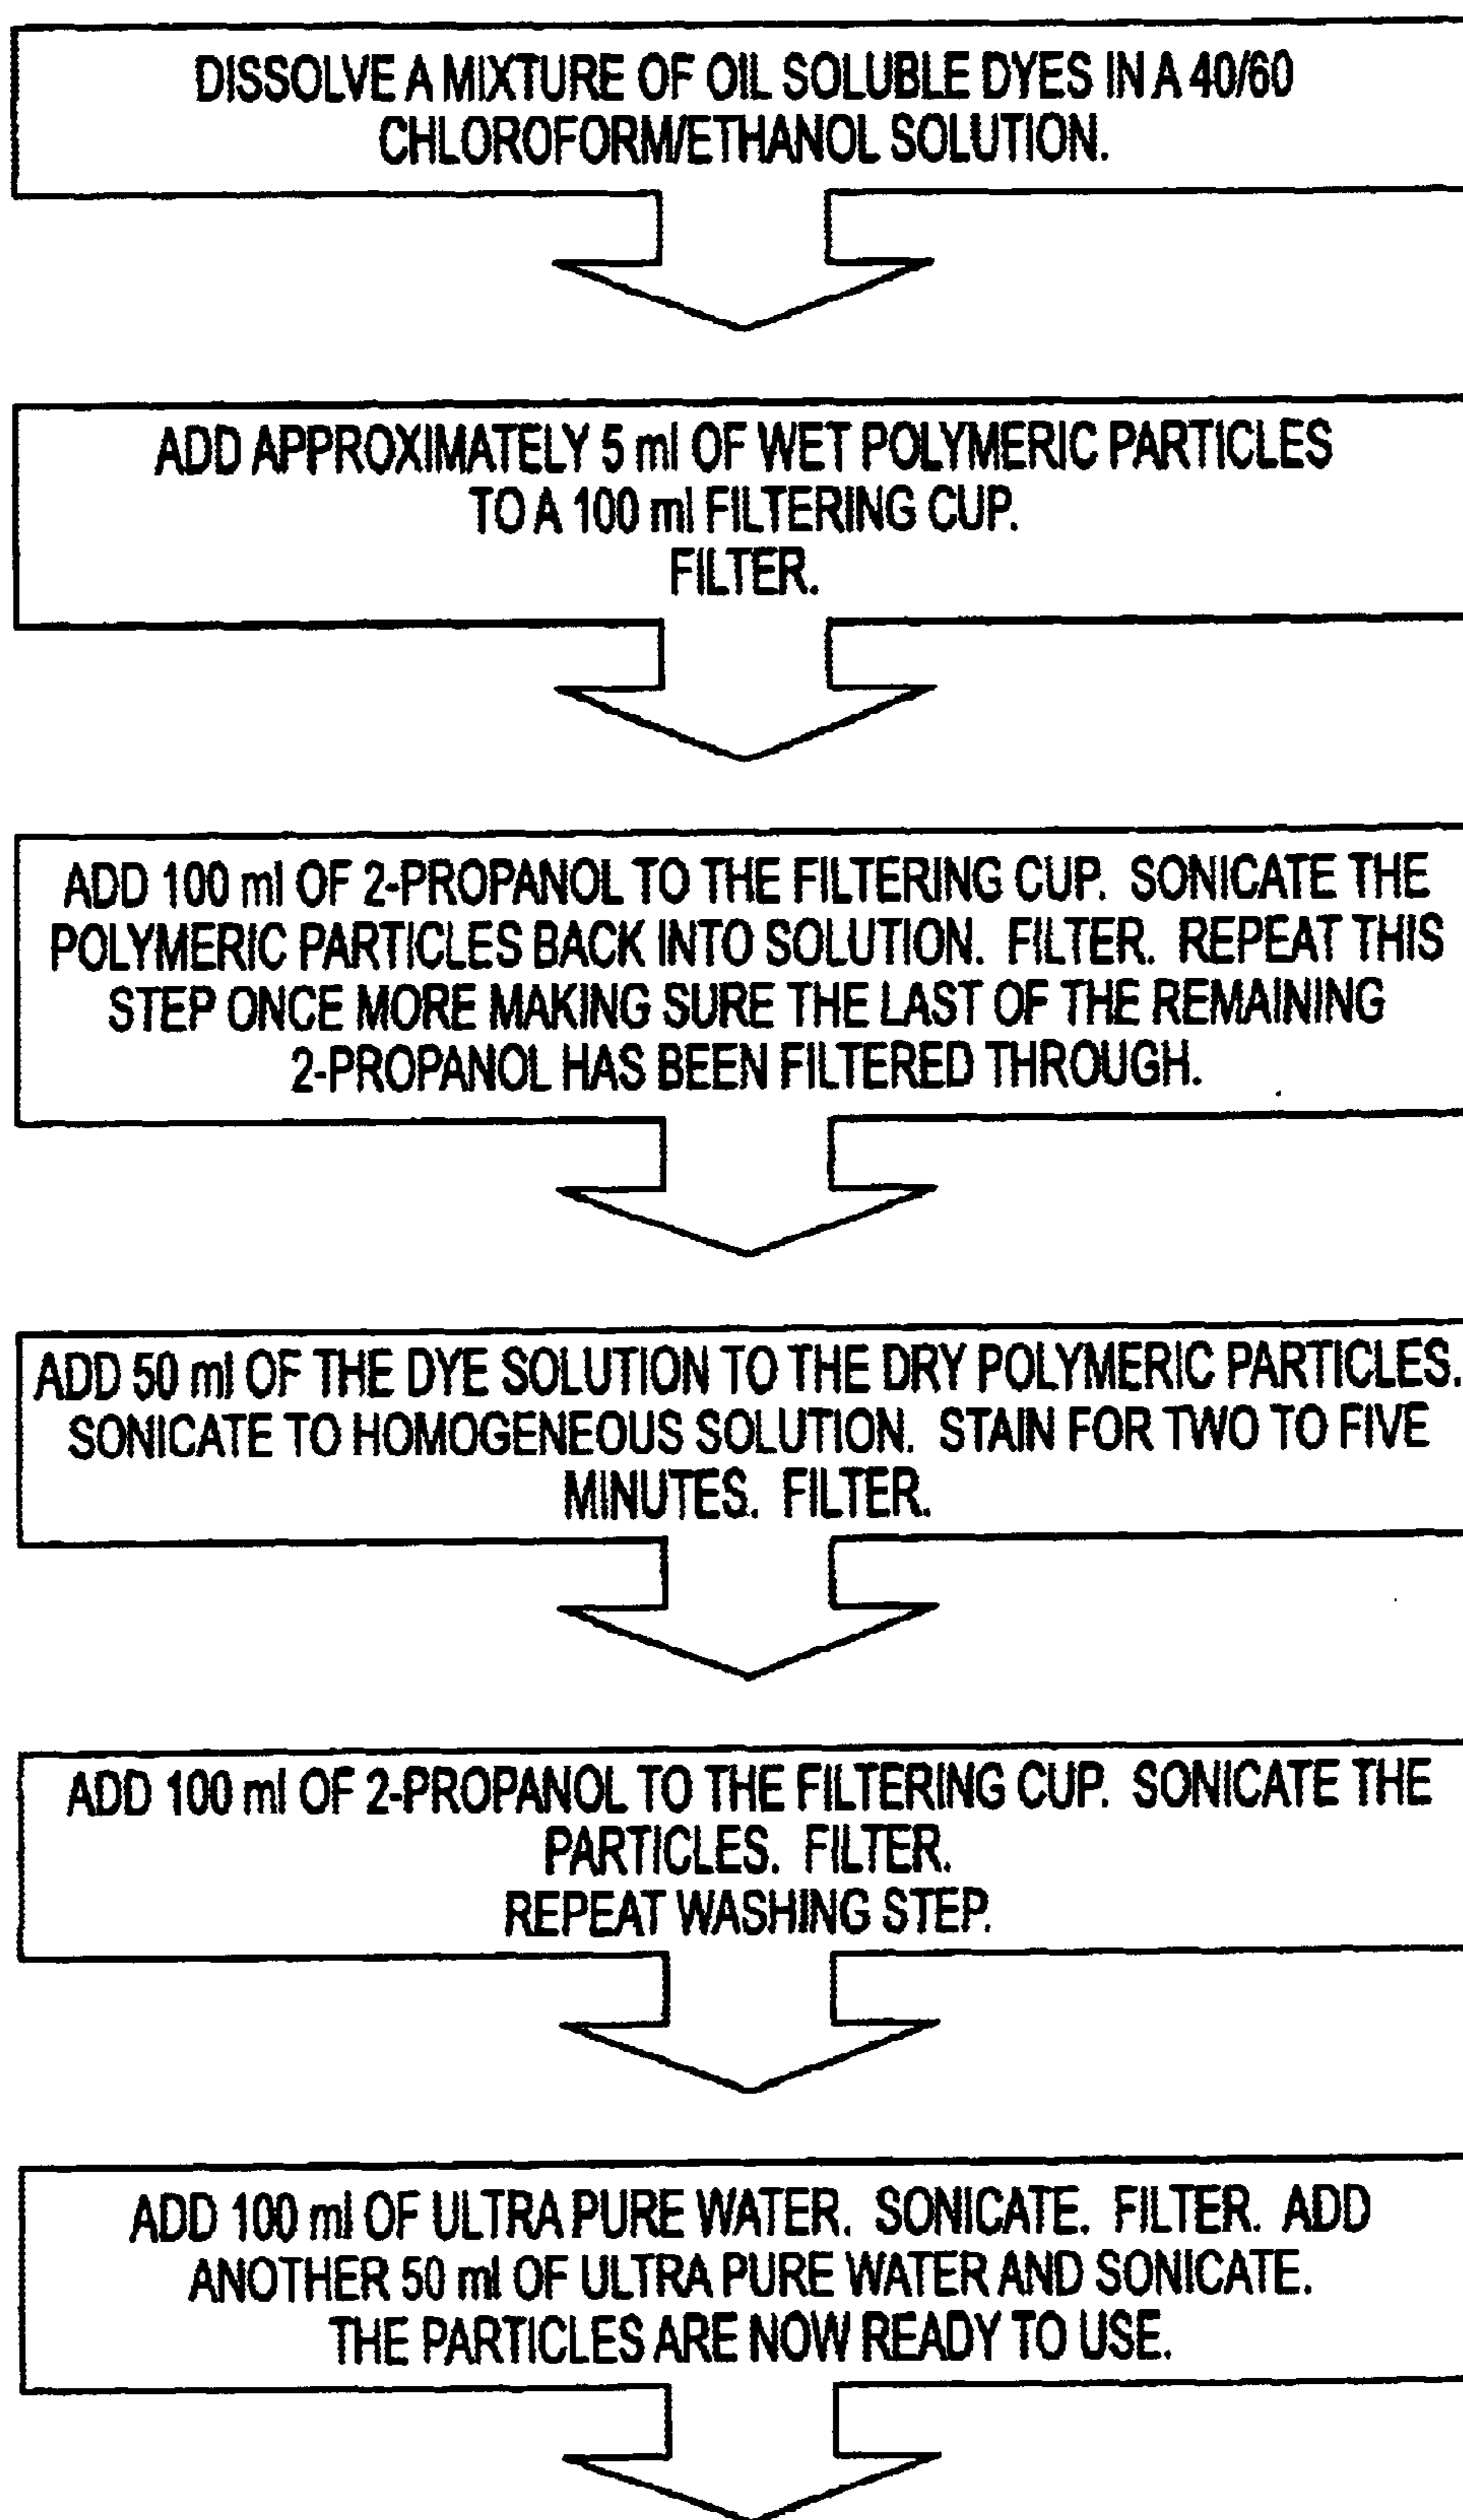 DISSOLVE A MIXTURE OF OIL SOLUBLE DYES IN A 40/60
CHLOROFORM/ETHANOL SOLUTION.
ADD APPROXIMATELY 5 ml OF WET POLYMERIC PARTICLES
TO A 100 ml FILTERING CUP.
FILTER.
ADD 100 ml OF 2-PROPANOL TO THE FILTERING CUP. SONICATE THE
POLYMERIC PARTICLES BACK INTO SOLUTION. FILTER. REPEAT THIS
STEP ONCE MORE MAKING SURE THE LAST OF THE REMAINING
2-PROPANOL HAS BEEN FILTERED THROUGH.
ADD 50 ml OF THE DYE SOLUTION TO THE DRY POLYMERIC PARTICLES.
SONICATE TO HOMOGENEOUS SOLUTION. STAIN FOR TWO TO FIVE
MINUTES. FILTER.
ADD 100 ml OF 2-PROPANOL TO THE FILTERING CUP. SONICATE THE
PARTICLES. FILTER.
REPEAT WASHING STEP.
ADD 100 ml OF ULTRA PURE WATER. SONICATE. FILTER. ADD
ANOTHER 50 ml OF ULTRA PURE WATER AND SONICATE.
THE PARTICLES ARE NOW READY TO USE.